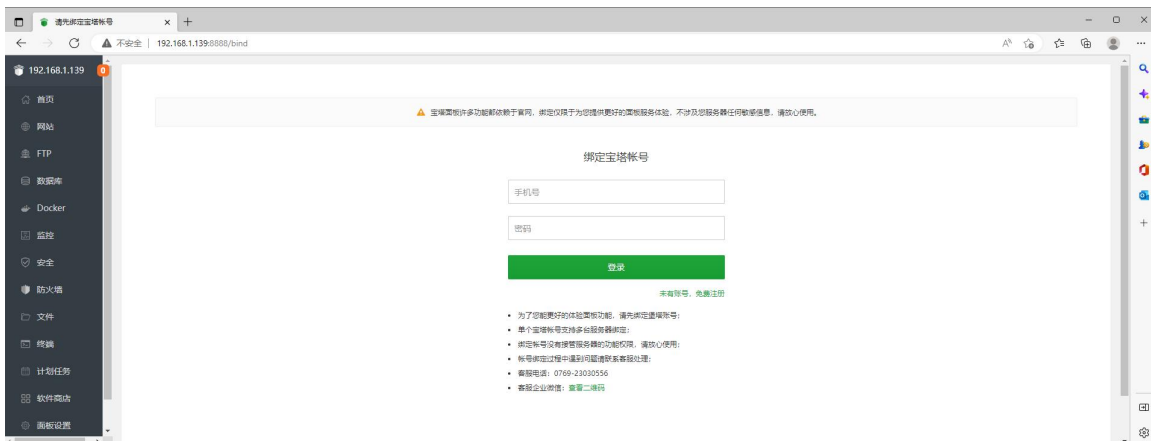 请先绑定宝塔帐号
不安全 | 192.168.1.139:8888/bind
192.168.1.139
0
首页
网站
FTP
数据库
Docker
监控
安全
防火墙
文件
终端
计划任务
软件商店
面板设置
宝塔面板许多功能都依赖于官网，绑定仅限于为您提供更好的面板服务体验，不涉及您服务器任何敏感信息，请放心使用。
绑定宝塔帐号
手机号
密码
登录
未有账号，免费注册
为了您能更好的体验面板功能，请先绑定堡塔账号；
单个宝塔帐号支持多台服务器绑定；
绑定帐号没有接管服务器的功能权限，请放心使用；
帐号绑定过程中遇到问题请联系客服处理；
客服电话：0769-23030556
客服企业微信：查看二维码